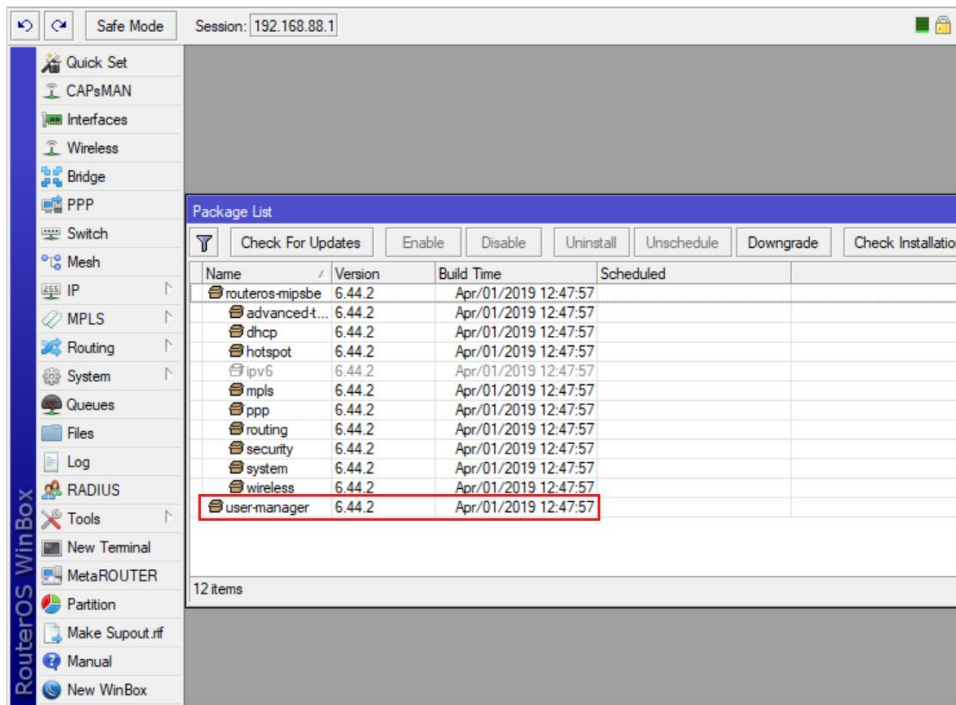 Safe Mode Session: 192.168.88.1
Quick Set
CAPsMAN
Interfaces
Wireless
Bridge
PPP
Switch
Mesh
IP
MPLS
Routing
System
Queues
Files
Log
RADIUS
Tools
New Terminal
MetaROUTER
Partition
Make Supout.rif
Manual
New WinBox
RouterOS WinBox
Package List
Check For Updates Enable Disable Uninstall Unschedule Downgrade Check Installatio
Name / Version Build Time Scheduled
routeros-mipsbe 6.44.2 Apr/01/2019 12:47:57
advanced-t... 6.44.2 Apr/01/2019 12:47:57
dhcp 6.44.2 Apr/01/2019 12:47:57
hotspot 6.44.2 Apr/01/2019 12:47:57
ipv6 6.44.2 Apr/01/2019 12:47:57
mpls 6.44.2 Apr/01/2019 12:47:57
ppp 6.44.2 Apr/01/2019 12:47:57
routing 6.44.2 Apr/01/2019 12:47:57
security 6.44.2 Apr/01/2019 12:47:57
system 6.44.2 Apr/01/2019 12:47:57
wireless 6.44.2 Apr/01/2019 12:47:57
user-manager 6.44.2 Apr/01/2019 12:47:57
12 items